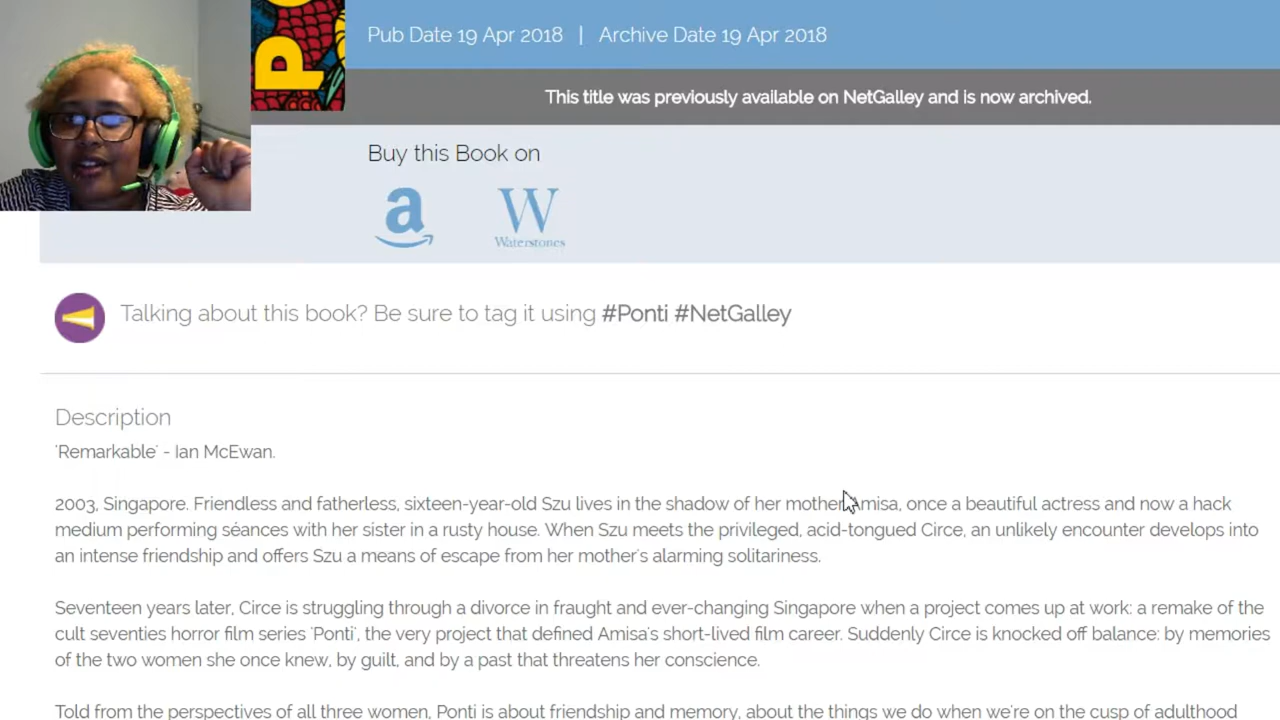 PO
Pub Date 19 Apr 2018 | Archive Date 19 Apr 2018
This title was previously available on NetGalley and is now archived.
Buy this Book on
a W
Waterstones
Talking about this book? Be sure to tag it using #Ponti #NetGalley
Description
'Remarkable' - Ian McEwan.
2003, Singapore. Friendless and fatherless, sixteen-year-old Szu lives in the shadow of her mother Amisa, once a beautiful actress and now a hack
medium performing séances with her sister in a rusty house. When Szu meets the privileged, acid-tongued Circe, an unlikely encounter develops into
an intense friendship and offers Szu a means of escape from her mother's alarming solitariness.
Seventeen years later, Circe is struggling through a divorce in fraught and ever-changing Singapore when a project comes up at work: a remake of the
cult seventies horror film series 'Ponti', the very project that defined Amisa's short-lived film career. Suddenly Circe is knocked off balance: by memories
of the two women she once knew, by guilt, and by a past that threatens her conscience.
Told from the perspectives of all three women, Ponti is about friendship and memory, about the things we do when we're on the cusp of adulthood